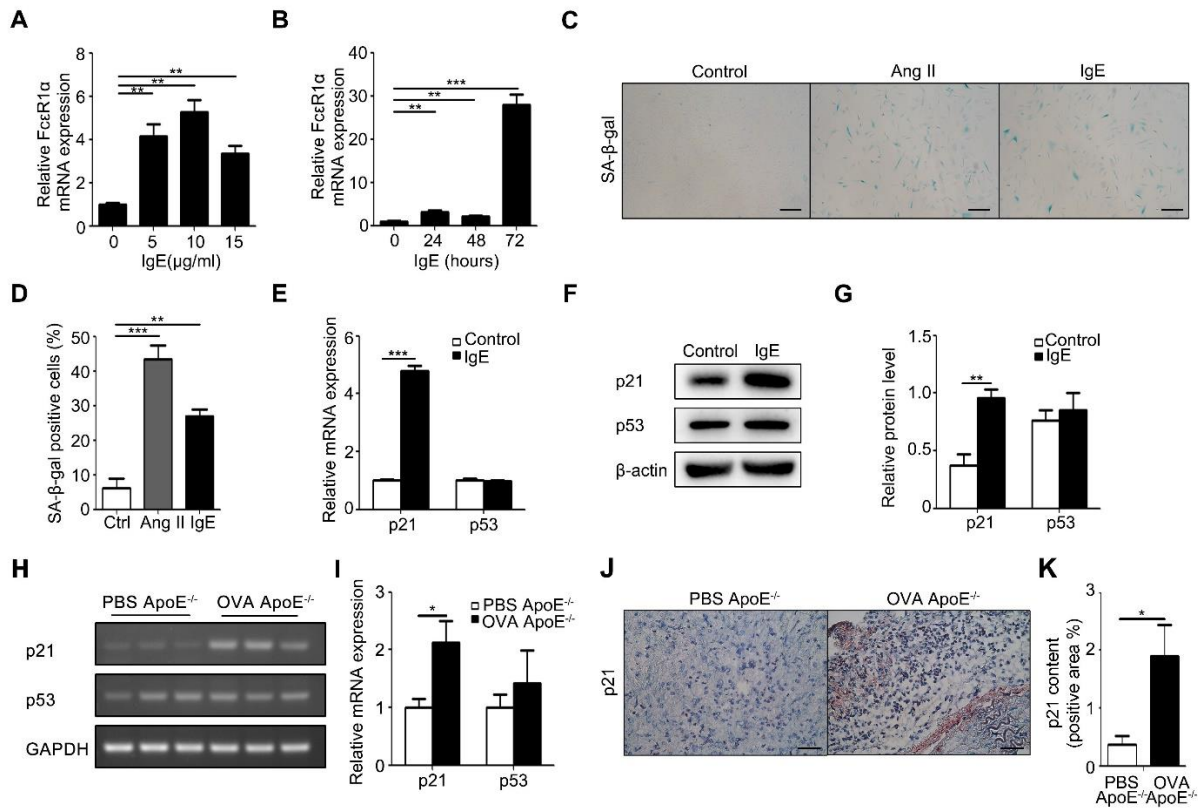 A
Relative FcεR1α
mRNA expression
8
6
4
2
0
**
**
**
0 5 10 15
IgE(µg/ml)
B
Relative FcεR1α
mRNA expression
40
30
20
10
0
***
**
**
0 24 48 72
IgE (hours)
C
Control Ang II IgE
SA-β-gal
D
SA-β-gal positive cells (%)
50
40
30
20
10
0
**
***
Ctrl Ang II IgE
E
Relative mRNA expression
6
4
2
0
***
Control
IgE
p21 p53
F
Control IgE
p21
p53
β-actin
G
Relative protein level
1.5
1.0
0.5
0
**
Control
IgE
p21 p53
H
PBS ApoE-/- OVA ApoE-/-
p21
p53
GAPDH
I
Relative mRNA expression
3
2
1
0
*
PBS ApoE-/-
OVA ApoE-/-
p21 p53
J
PBS ApoE-/- OVA ApoE-/-
p21
K
p21 content
(positive area %)
3
2
1
0
*
PBS OVA
ApoE-/- ApoE-/-